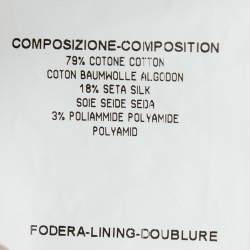 COMPOSIZIONE-COMPOSITION
79% COTONE COTTON
COTON BAUMWOLLE ALGODON
18% SETA SILK
SOIE SEIDE SEDA
3% POLIAMMIDE POLYAMIDE
POLYAMID
FODERA-LINING-DOUBLURE